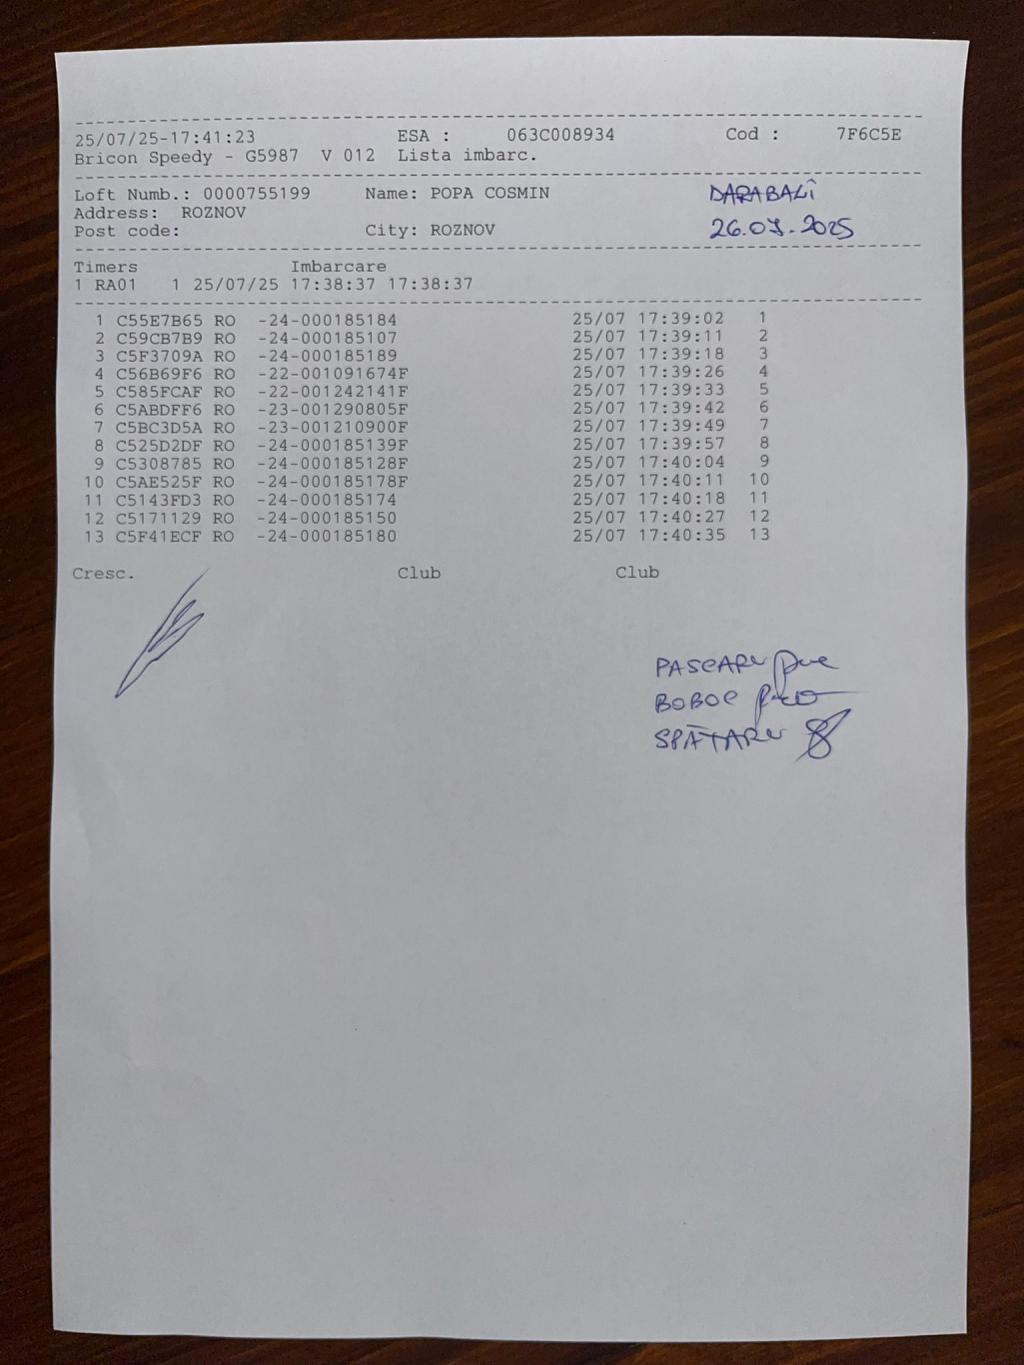 25/07/25-17:41:23 ESA : 063C008934 Cod : 7F6C5E
Bricon Speedy - G5987 V 012 Lista imbarc.
Loft Numb.: 0000755199 Name: POPA COSMIN DARABALÎ
Address: ROZNOV
Post code: City: ROZNOV 26.07.2025
Timers Imbarcare
1 RA01 1 25/07/25 17:38:37 17:38:37
1 C55E7B65 RO -24-000185184 25/07 17:39:02 1
2 C59CB7B9 RO -24-000185107 25/07 17:39:11 2
3 C5F3709A RO -24-000185189 25/07 17:39:18 3
4 C56B69F6 RO -22-001091674F 25/07 17:39:26 4
5 C585FCAF RO -22-001242141F 25/07 17:39:33 5
6 C5ABDFF6 RO -23-001290805F 25/07 17:39:42 6
7 C5BC3D5A RO -23-001210900F 25/07 17:39:49 7
8 C525D2DF RO -24-000185139F 25/07 17:39:57 8
9 C5308785 RO -24-000185128F 25/07 17:40:04 9
10 C5AE525F RO -24-000185178F 25/07 17:40:11 10
11 C5143FD3 RO -24-000185174 25/07 17:40:18 11
12 C5171129 RO -24-000185150 25/07 17:40:27 12
13 C5F41ECF RO -24-000185180 25/07 17:40:35 13
Cresc. Club Club
PASCARU
BOBOC
SPĂTARU